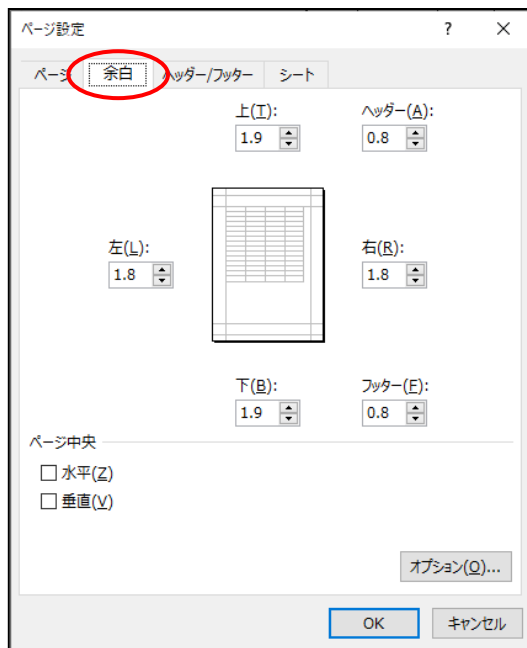 ページ設定 ? ×
ページ 余白 ヘッダー/フッター シート
上(T): ヘッダー(A):
1.9 0.8
左(L): 右(R):
1.8 1.8
下(B): フッター(F):
1.9 0.8
ページ中央
水平(Z)
垂直(V)
オプション(O)...
OK キャンセル